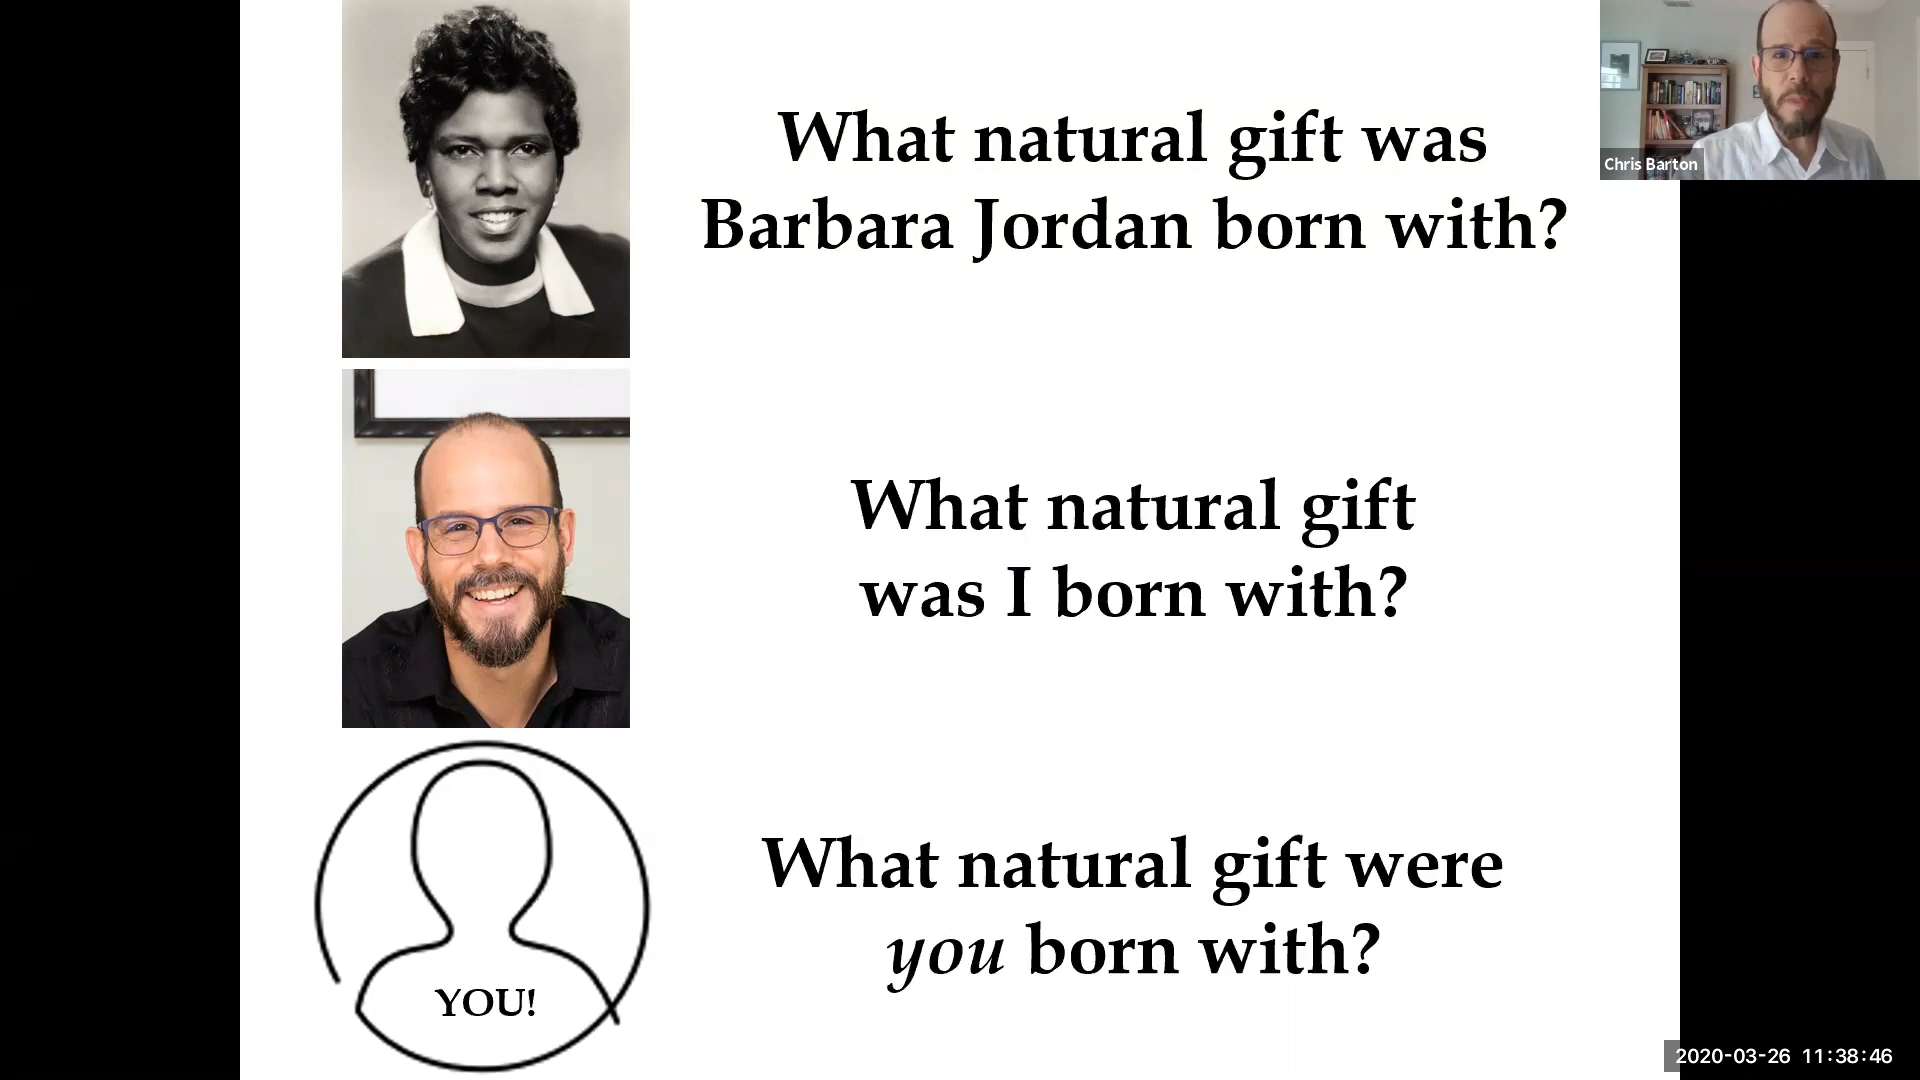 What natural gift was
Barbara Jordan born with?
Chris Barton
What natural gift
was I born with?
What natural gift were
you born with?
YOU!
2020-03-26 11:38:46